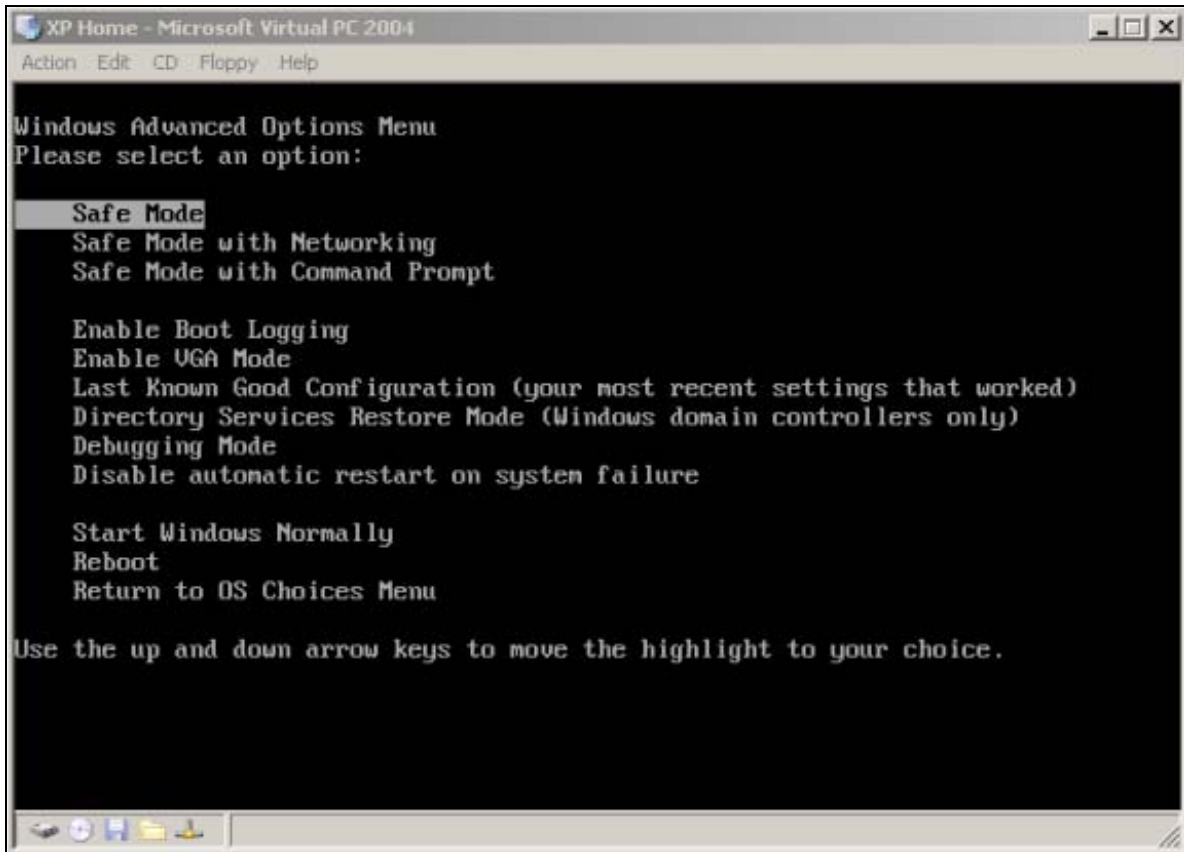 XP Home - Microsoft Virtual PC 2004
Action Edit CD Floppy Help
Windows Advanced Options Menu
Please select an option:
Safe Mode
Safe Mode with Networking
Safe Mode with Command Prompt
Enable Boot Logging
Enable VGA Mode
Last Known Good Configuration (your most recent settings that worked)
Directory Services Restore Mode (Windows domain controllers only)
Debugging Mode
Disable automatic restart on system failure
Start Windows Normally
Reboot
Return to OS Choices Menu
Use the up and down arrow keys to move the highlight to your choice.